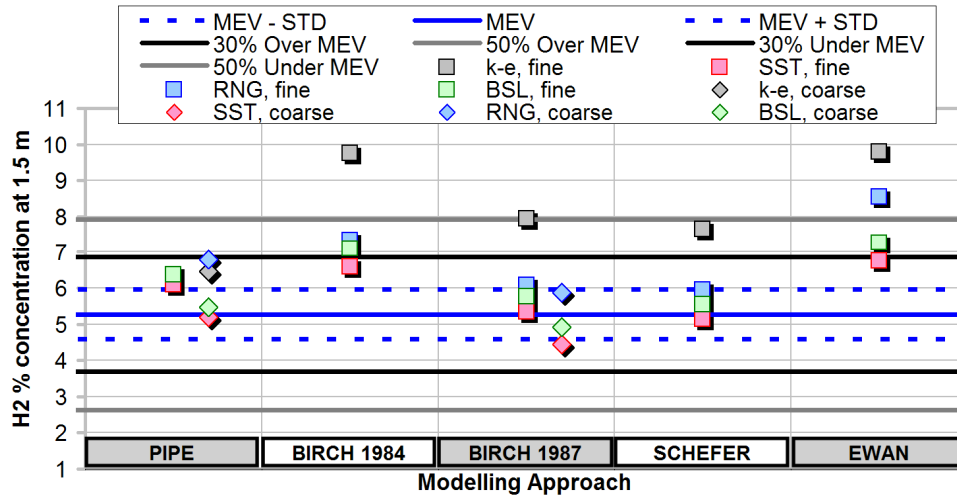 MEV - STD MEV MEV + STD
30% Over MEV 50% Over MEV 30% Under MEV
50% Under MEV k-e, fine SST, fine
RNG, fine BSL, fine k-e, coarse
SST, coarse RNG, coarse BSL, coarse
H2 % concentration at 1.5 m
11
10
9
8
7
6
5
4
3
2
1
PIPE BIRCH 1984 BIRCH 1987 SCHEFER EWAN
Modelling Approach